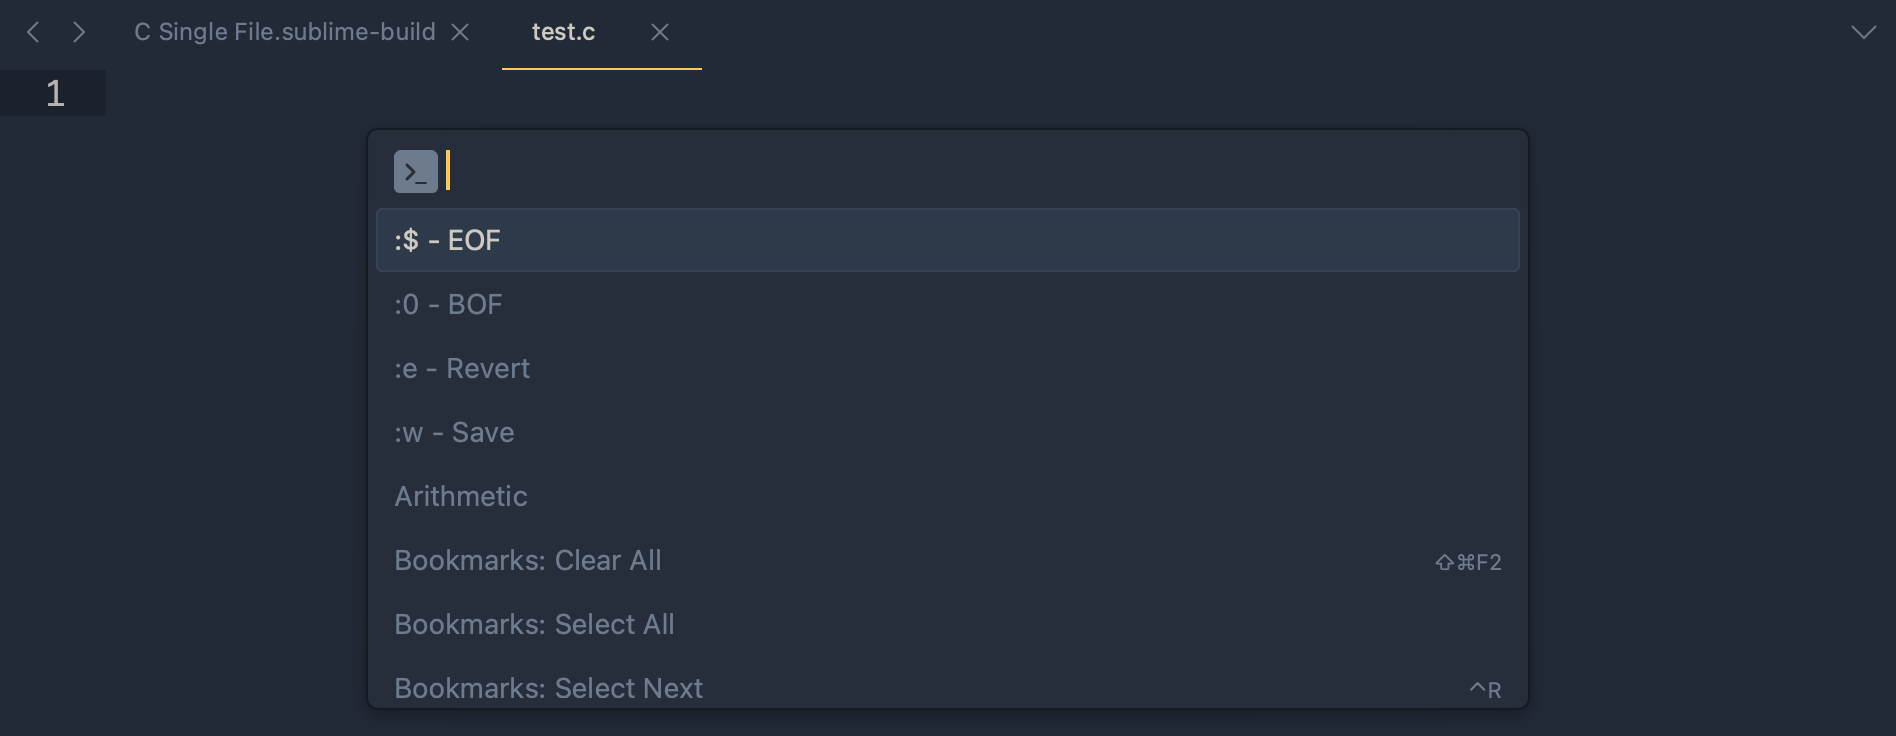 C Single File.sublime-build
test.c
1
>_
:$ - EOF
:0 - BOF
:e - Revert
:w - Save
Arithmetic
Bookmarks: Clear All ⇧⌘F2
Bookmarks: Select All
Bookmarks: Select Next ^R